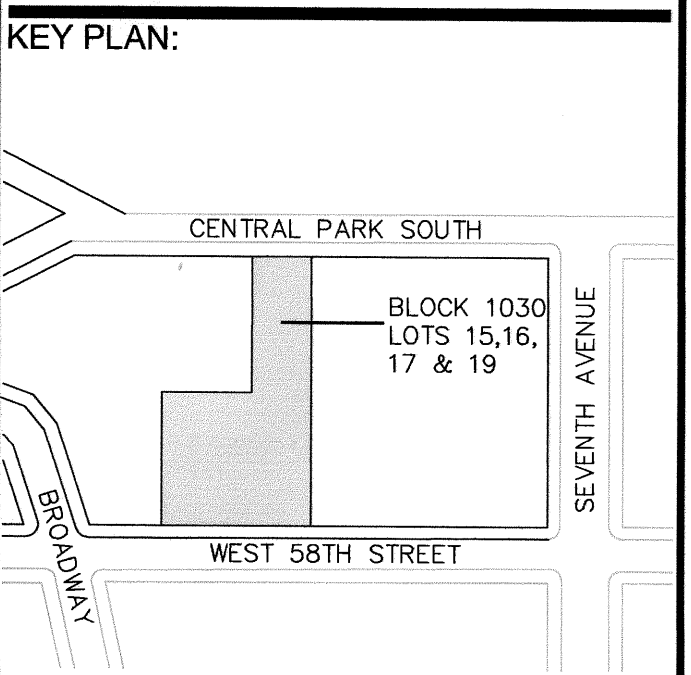 KEY PLAN:
CENTRAL PARK SOUTH
BLOCK 1030
LOTS 15,16,
17 & 19
SEVENTH AVENUE
BROADWAY
WEST 58TH STREET